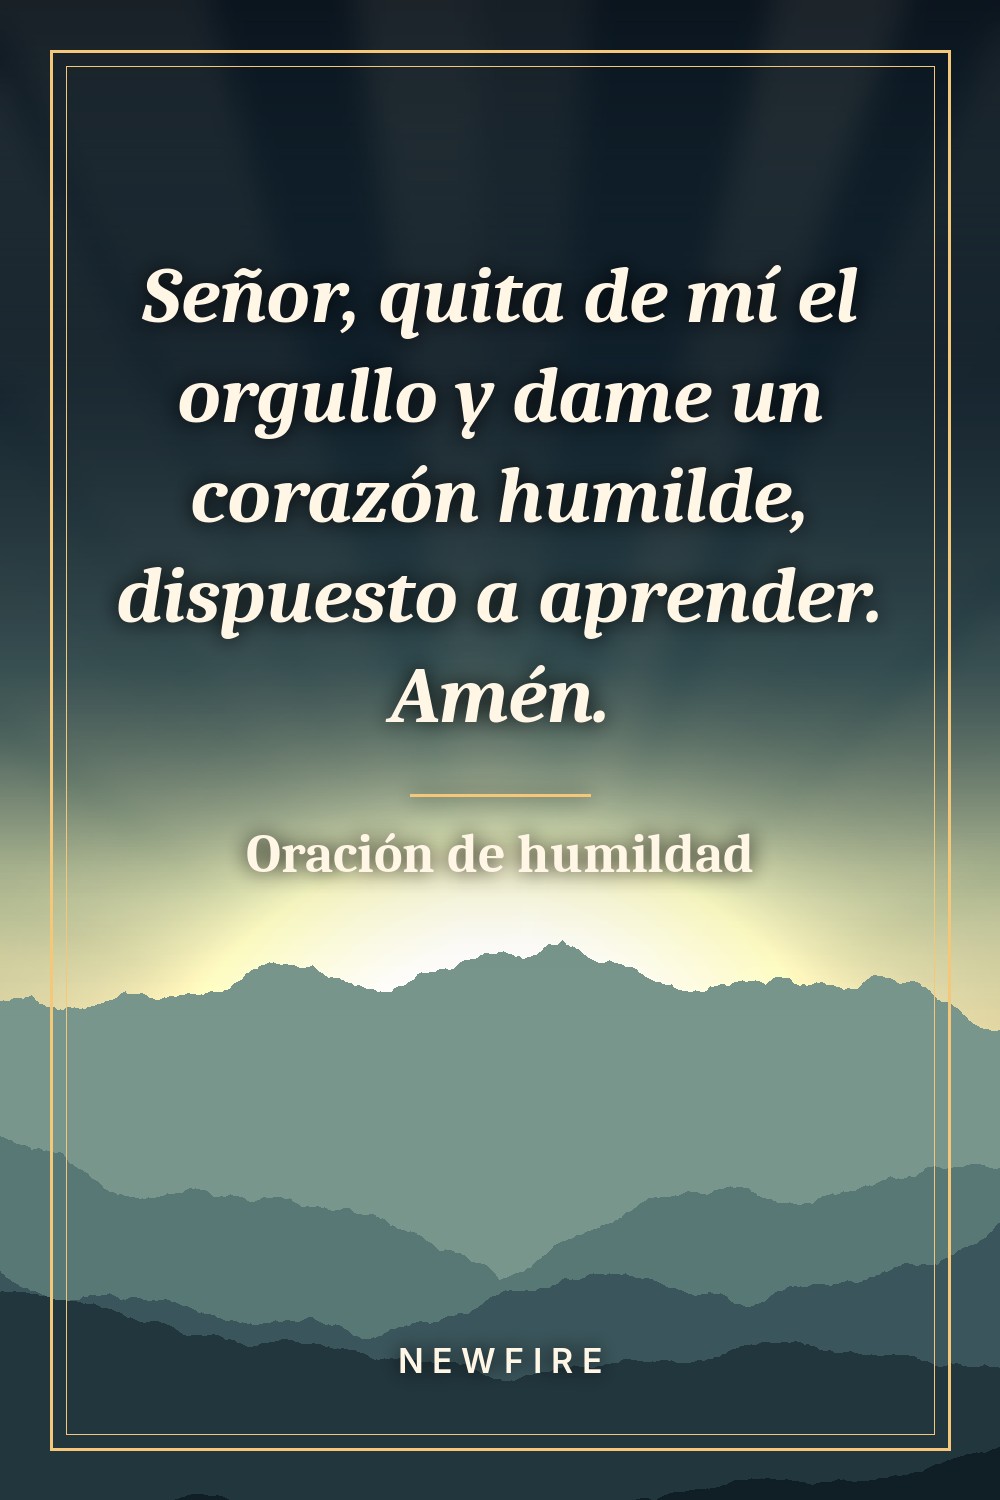 Señor, quita de mí el
orgullo y dame un
corazón humilde,
dispuesto a aprender.
Amén.
Oración de humildad
NEWFIRE